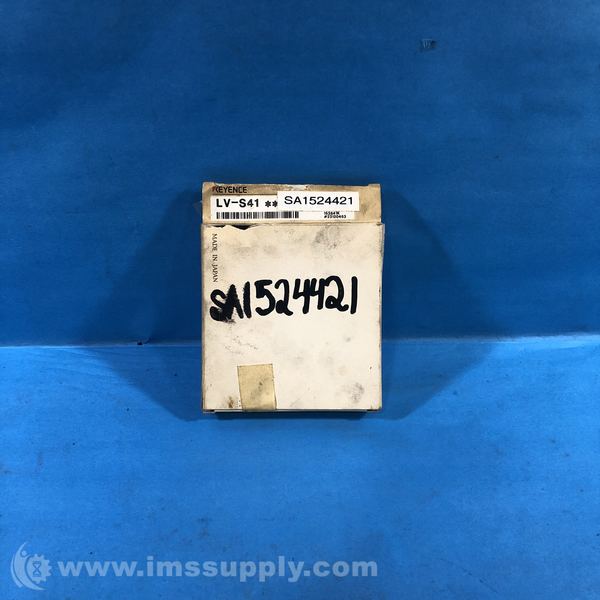 KEYENCE
LV-S41 ** SA1524421
MADE IN JAPAN
SA1524421
www.imssupply.com